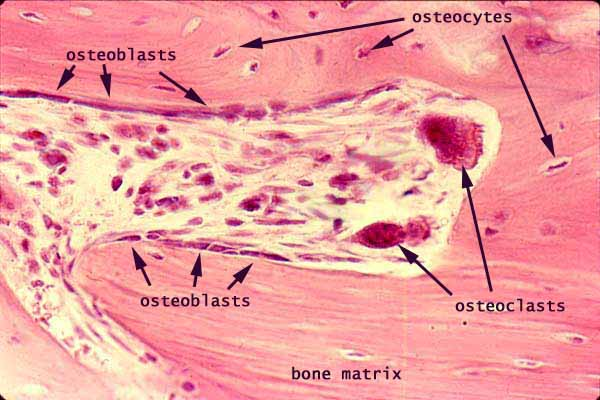 osteocytes
osteoblasts
osteoblasts
osteoclasts
bone matrix